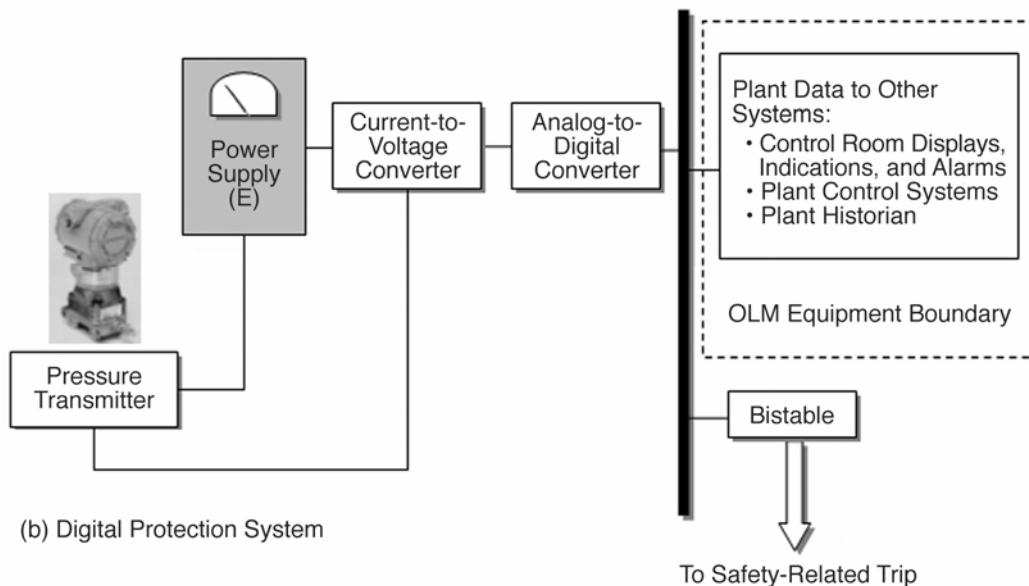 Power
Supply
(E)
Current-to-
Voltage
Converter
Analog-to-
Digital
Converter
Plant Data to Other
Systems:
• Control Room Displays,
Indications, and Alarms
• Plant Control Systems
• Plant Historian
OLM Equipment Boundary
Pressure
Transmitter
Bistable
(b) Digital Protection System
To Safety-Related Trip